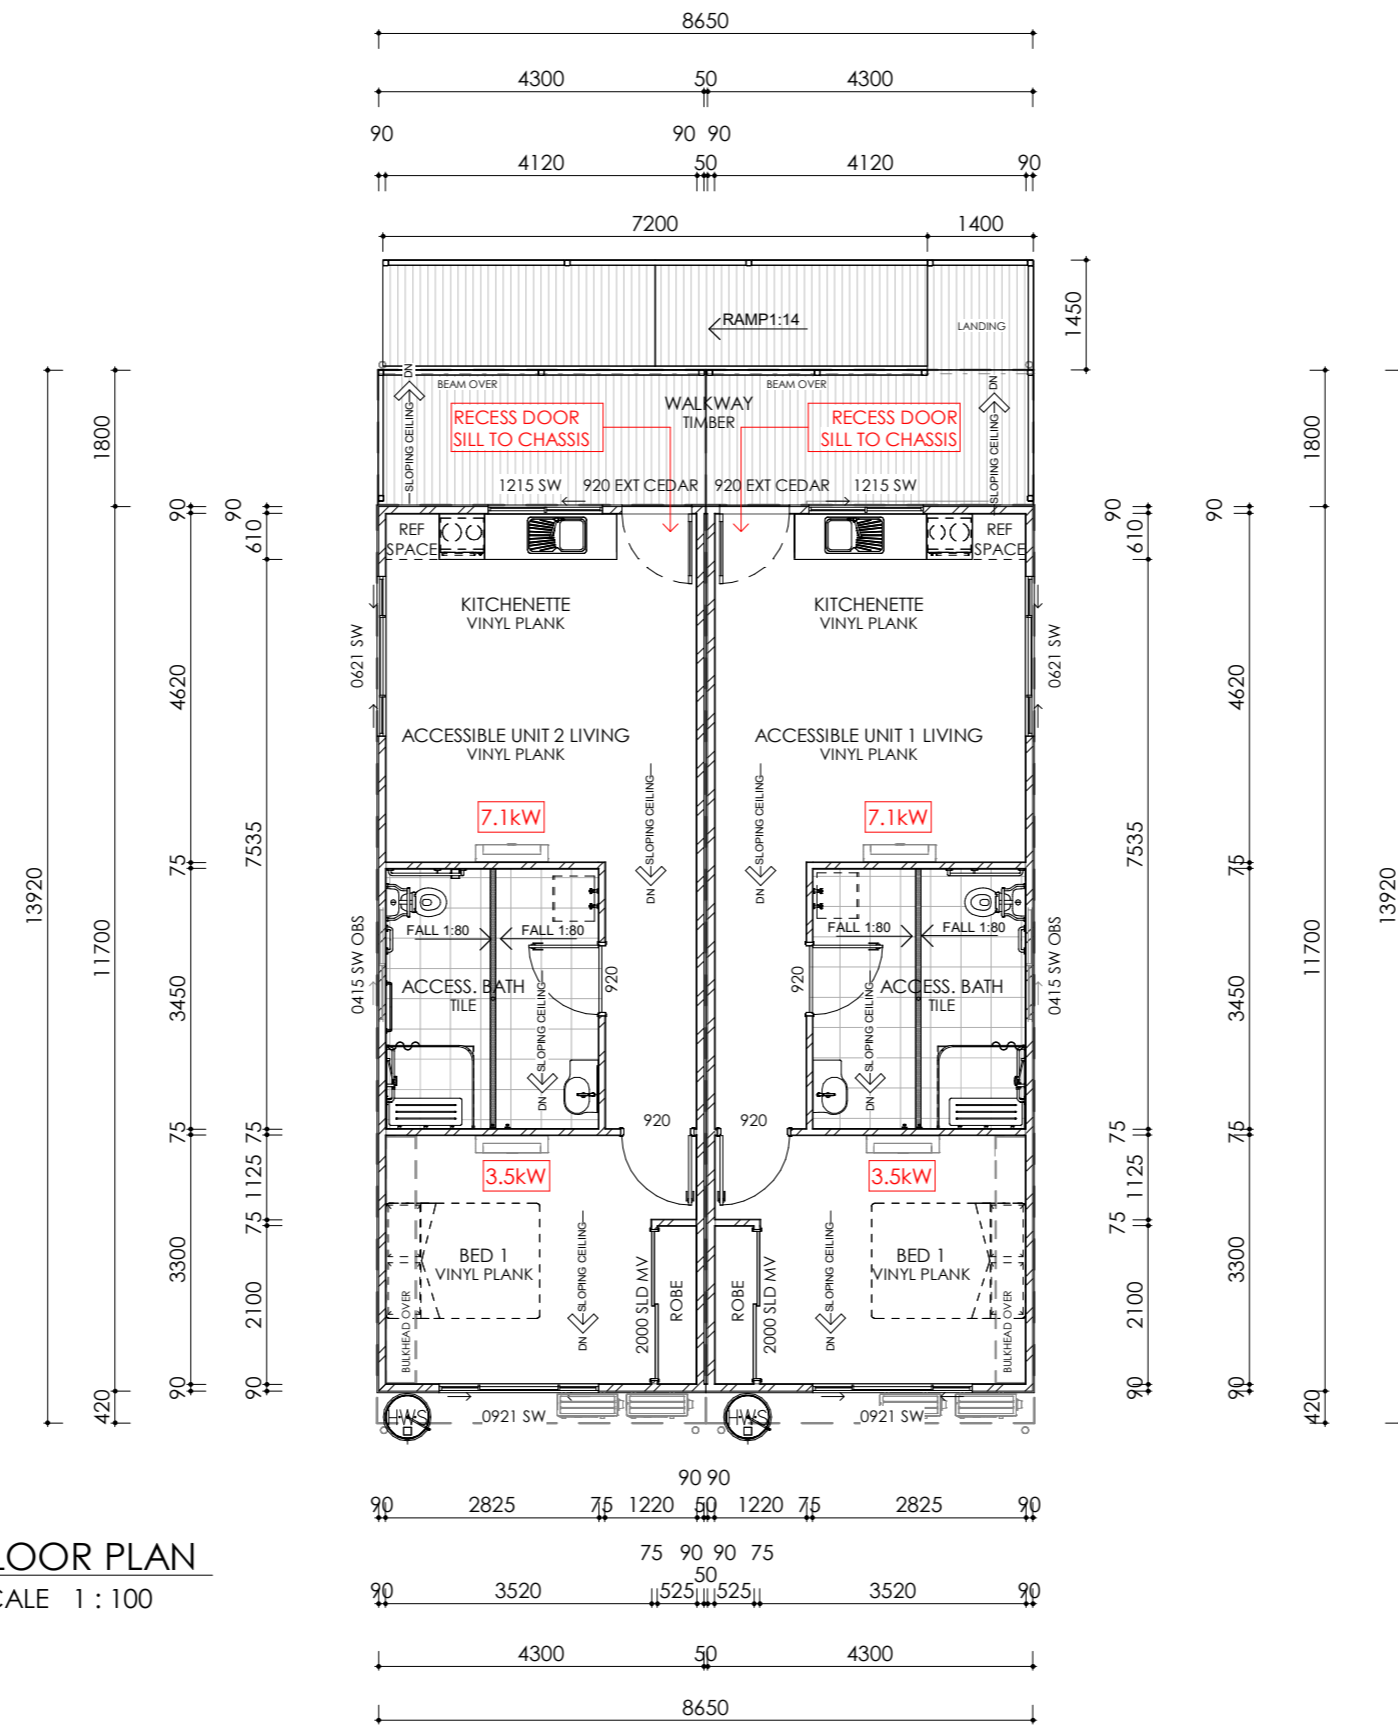 8650
4300 50 4300
90 90 90
4120 50 4120 90
7200 1400
1450
RAMP1:14
LANDING
DN
DN
BEAM OVER
BEAM OVER
WALKWAY
TIMBER
RECESS DOOR
SILL TO CHASSIS
RECESS DOOR
SILL TO CHASSIS
SLOPING CEILING
SLOPING CEILING
1800
1800
1215 SW
920 EXT CEDAR
920 EXT CEDAR
1215 SW
90
90
610
90
610
90
REF
SPACE
REF
SPACE
KITCHENETTE
VINYL PLANK
KITCHENETTE
VINYL PLANK
0621 SW
0621 SW
4620
4620
ACCESSIBLE UNIT 2 LIVING
VINYL PLANK
ACCESSIBLE UNIT 1 LIVING
VINYL PLANK
SLOPING CEILING
DN
SLOPING CEILING
DN
7.1kW
7.1kW
13920
11700
75
7535
7535
75
11700
13920
0415 SW OBS
0415 SW OBS
FALL 1:80
FALL 1:80
FALL 1:80
FALL 1:80
920
920
ACCESS. BATH
TILE
ACCESS. BATH
TILE
3450
3450
SLOPING CEILING
DN
SLOPING CEILING
DN
920
920
75
75
75
75
3.5kW
3.5kW
1125
1125
75
75
3300
3300
BED 1
VINYL PLANK
BED 1
VINYL PLANK
SLOPING CEILING
DN
SLOPING CEILING
DN
2000 SLD MV
ROBE
ROBE
2000 SLD MV
BULKHEAD OVER
BULKHEAD OVER
2100
2100
90
90
90
90
420
420
HWS
0921 SW
HWS
0921 SW
90 90
90 2825 75 1220 50 1220 75 2825 90
75 90 90 75
50
90 3520 525 525 3520 90
LOOR PLAN
CALE 1 : 100
4300 50 4300
8650